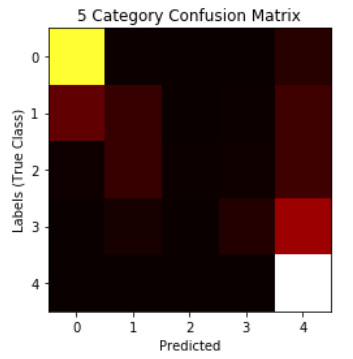 5 Category Confusion Matrix
Labels (True Class)
0
1
2
3
4
0 1 2 3 4
Predicted